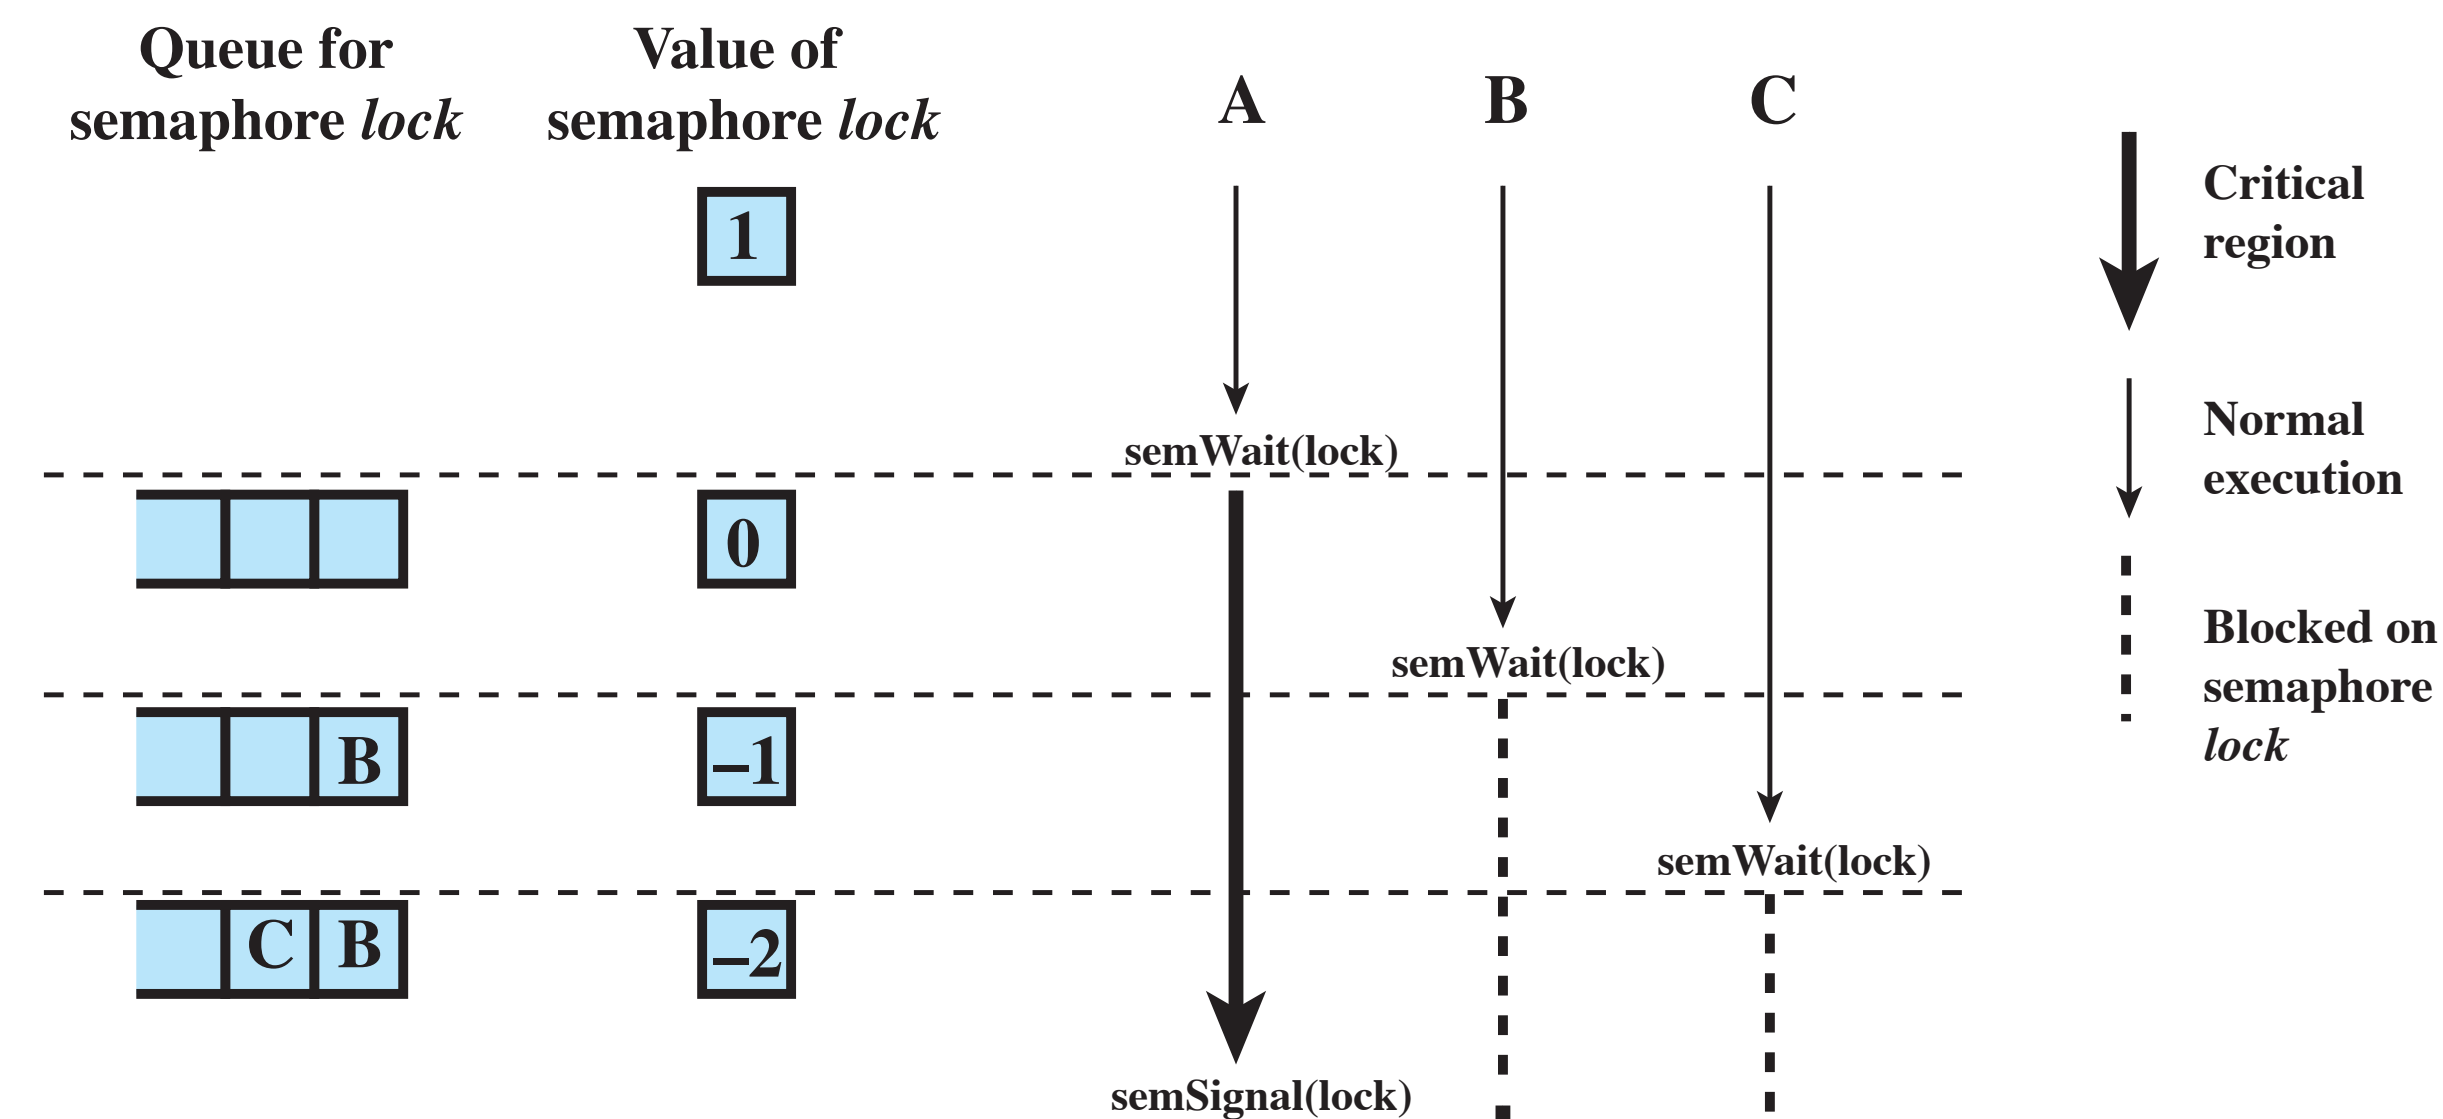 Queue for
semaphore lock
Value of
semaphore lock
A
B
C
1
Critical
region
Normal
execution
semWait(lock)
0
Blocked on
semaphore
lock
semWait(lock)
B
–1
semWait(lock)
C B
–2
semSignal(lock)